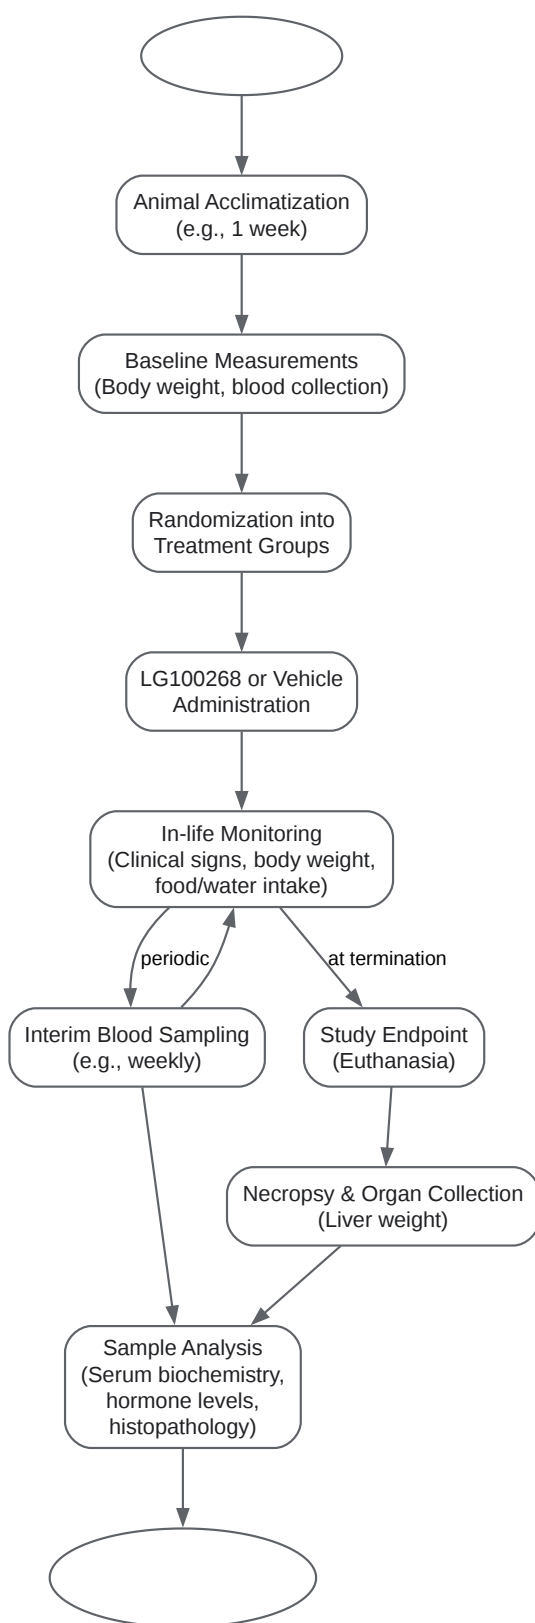 Animal Acclimatization
(e.g., 1 week)
Baseline Measurements
(Body weight, blood collection)
Randomization into
Treatment Groups
LG100268 or Vehicle
Administration
In-life Monitoring
(Clinical signs, body weight,
food/water intake)
periodic
at termination
Interim Blood Sampling
(e.g., weekly)
Study Endpoint
(Euthanasia)
Necropsy & Organ Collection
(Liver weight)
Sample Analysis
(Serum biochemistry,
hormone levels,
histopathology)